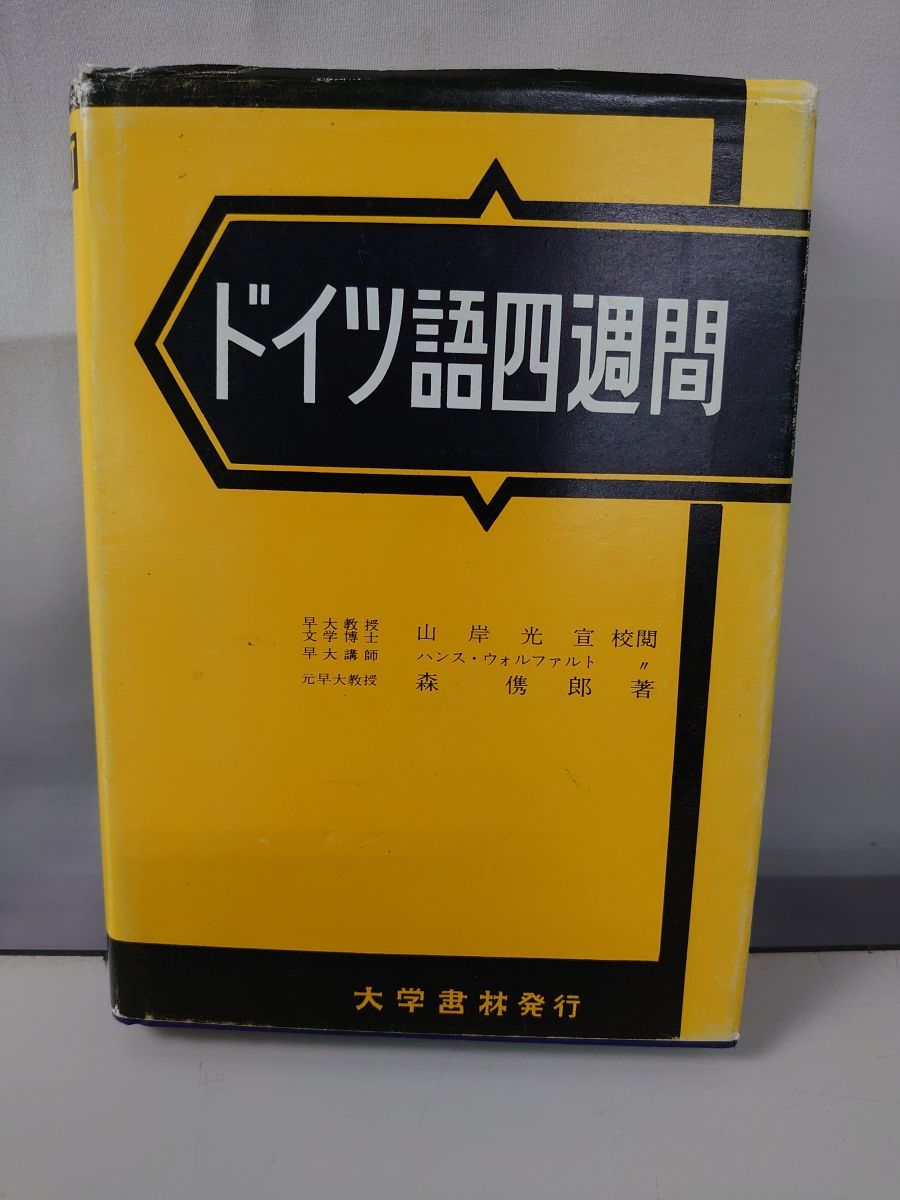 ドイツ語四週間
早大教授
文学博士 山岸光宣 校閲
早大講師 ハンス・ウォルファルト 〃
元早大教授 森儁郎 著
大学書林発行